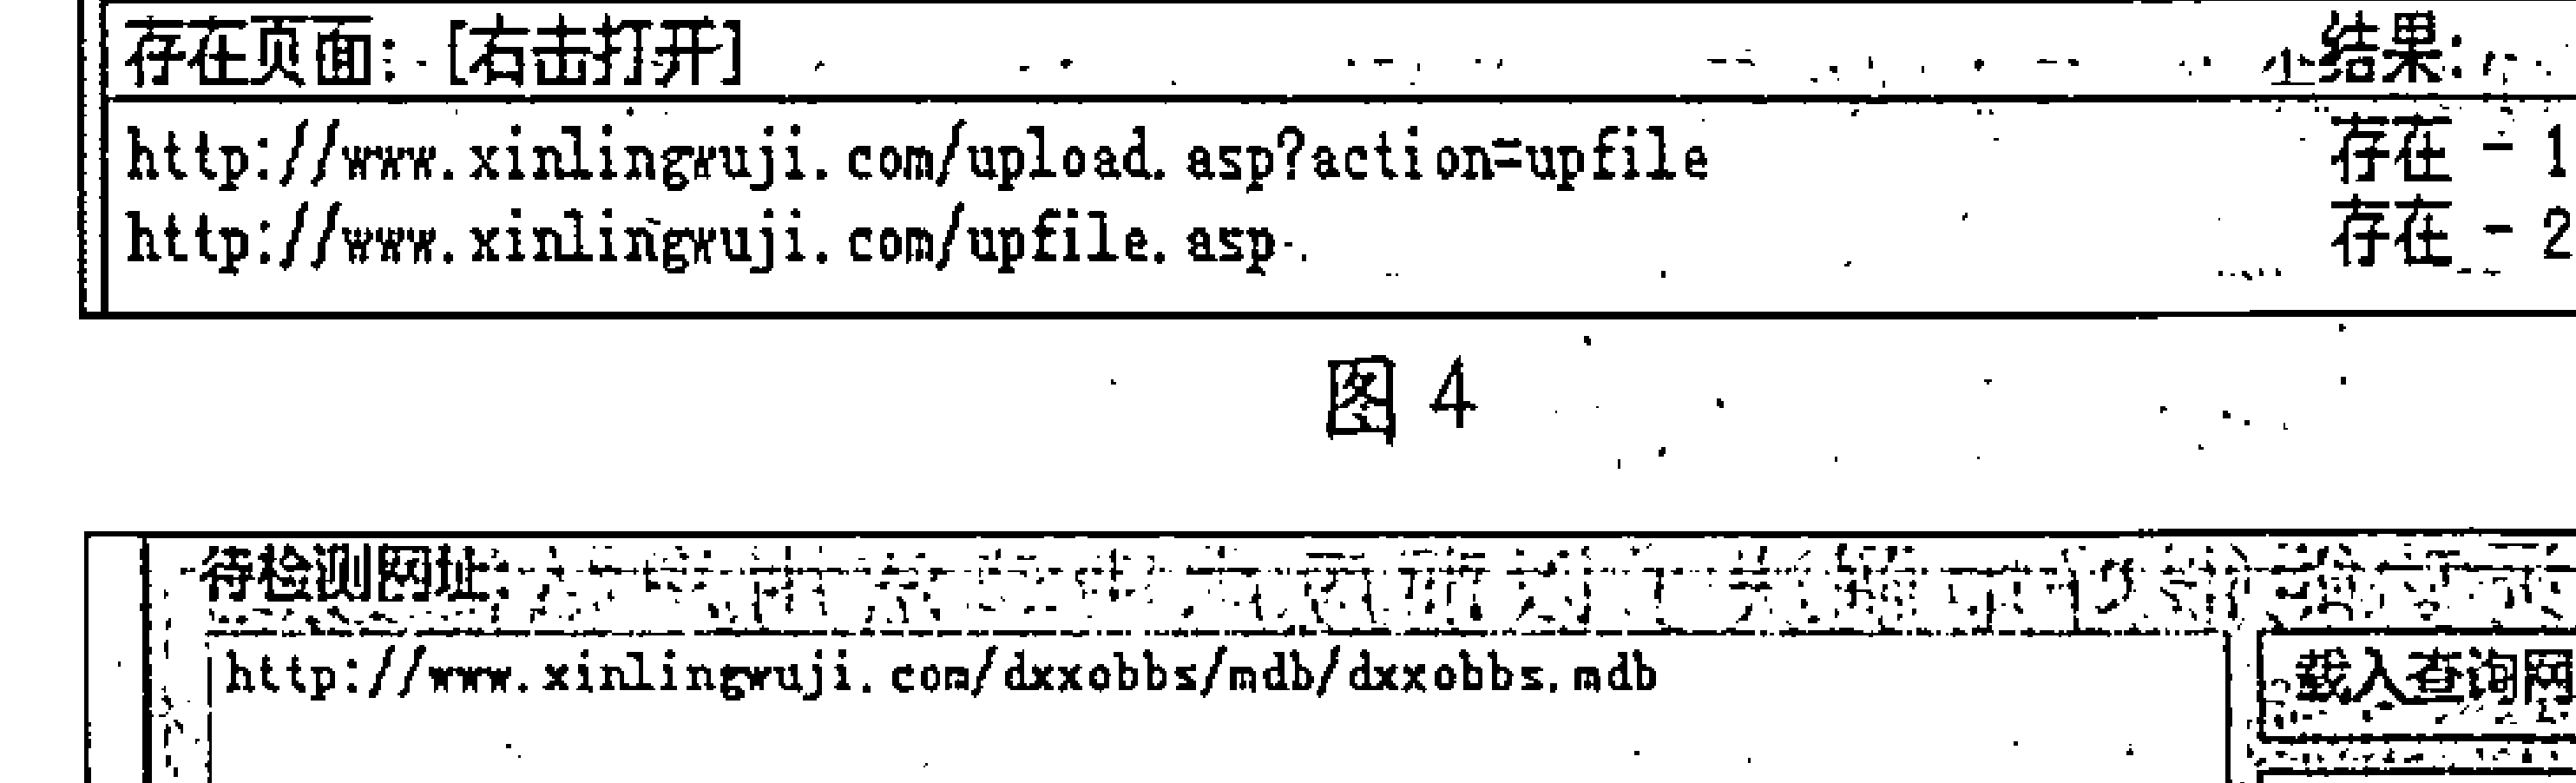 存在页面: [右击打开] 结果:
http://www.xinlingwuji.com/upload.asp?action=upfile 存在 - 1
http://www.xinlingwuji.com/upfile.asp 存在 - 2
图 4
待检测网址:
http://www.xinlingwuji.com/dxxobbs/mdb/dxxobbs.mdb 载入查询网